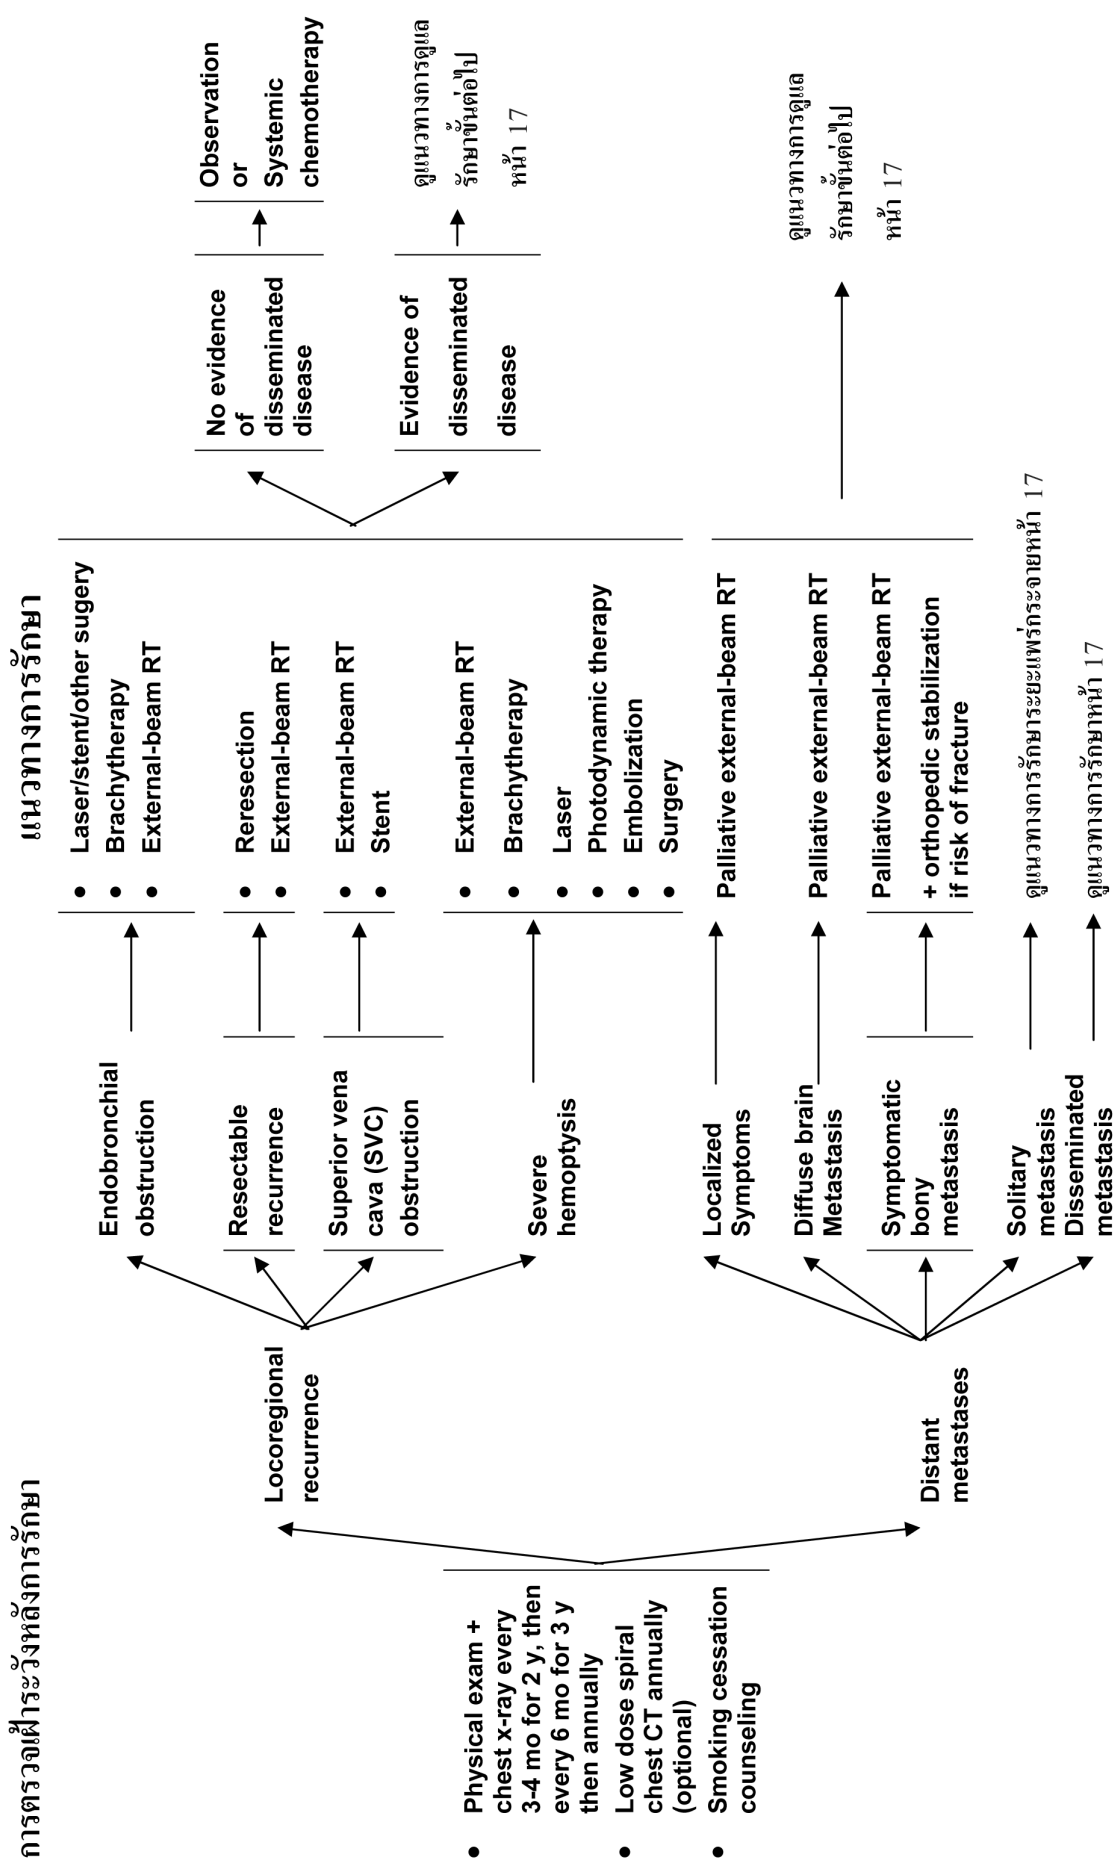 การตรวจเฝ้าระวังหลังการรักษา
แนวทางการรักษา
• Physical exam +
chest x-ray every
3-4 mo for 2 y, then
every 6 mo for 3 y
then annually
• Low dose spiral
chest CT annually
(optional)
• Smoking cessation
counseling
Locoregional
recurrence
Endobronchial
obstruction
• Laser/stent/other sugery
• Brachytherapy
• External-beam RT
Resectable
recurrence
• Reresection
• External-beam RT
Superior vena
cava (SVC)
obstruction
• External-beam RT
• Stent
Severe
hemoptysis
• External-beam RT
• Brachytherapy
• Laser
• Photodynamic therapy
• Embolization
• Surgery
No evidence
of
disseminated
disease
Observation
or
Systemic
chemotherapy
Evidence of
disseminated
disease
ดูแนวทางการดูแล
รักษาขั้นต่อไป
หน้า 17
Distant
metastases
Localized
Symptoms
Palliative external-beam RT
Diffuse brain
Metastasis
Palliative external-beam RT
Symptomatic
bony
metastasis
Palliative external-beam RT
+ orthopedic stabilization
if risk of fracture
ดูแนวทางการดูแล
รักษาขั้นต่อไป
หน้า 17
Solitary
metastasis
ดูแนวทางการรักษาระยะแพร่กระจายหน้า 17
Disseminated
metastasis
ดูแนวทางการรักษาหน้า 17